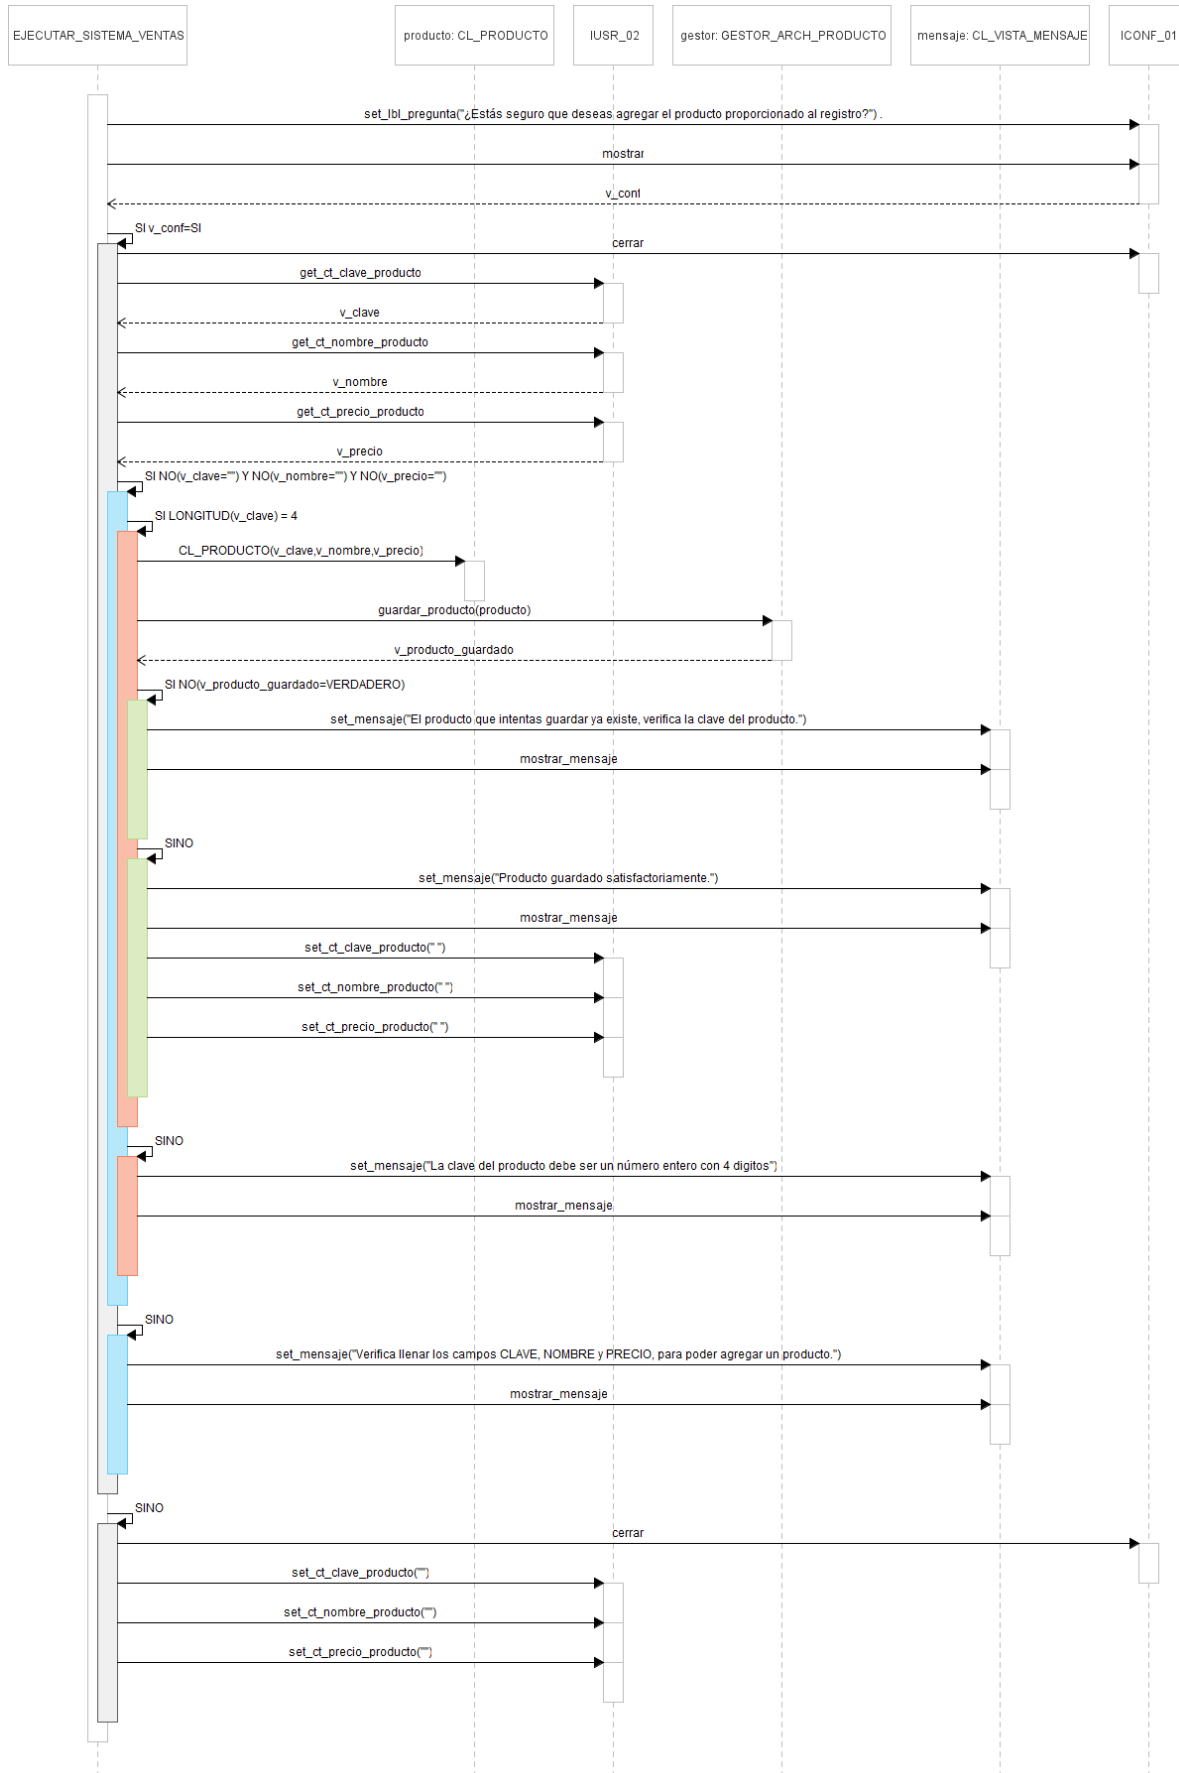 EJECUTAR_SISTEMA_VENTAS
producto: CL_PRODUCTO
IUSR_02
gestor: GESTOR_ARCH_PRODUCTO
mensaje: CL_VISTA_MENSAJE
ICONF_01
set_lbl_pregunta("¿Estás seguro que deseas agregar el producto proporcionado al registro?") .
mostrar
v_conf
SI v_conf=SI
cerrar
get_ct_clave_producto
v_clave
get_ct_nombre_producto
v_nombre
get_ct_precio_producto
v_precio
SI NO(v_clave="") Y NO(v_nombre="") Y NO(v_precio="")
SI LONGITUD(v_clave) = 4
CL_PRODUCTO(v_clave,v_nombre,v_precio)
guardar_producto(producto)
v_producto_guardado
SI NO(v_producto_guardado=VERDADERO)
set_mensaje("El producto que intentas guardar ya existe, verifica la clave del producto.")
mostrar_mensaje
SINO
set_mensaje("Producto guardado satisfactoriamente.")
mostrar_mensaje
set_ct_clave_producto(" ")
set_ct_nombre_producto(" ")
set_ct_precio_producto(" ")
SINO
set_mensaje("La clave del producto debe ser un número entero con 4 digitos")
mostrar_mensaje
SINO
set_mensaje("Verifica llenar los campos CLAVE, NOMBRE y PRECIO, para poder agregar un producto.")
mostrar_mensaje
SINO
cerrar
set_ct_clave_producto("")
set_ct_nombre_producto("")
set_ct_precio_producto("")